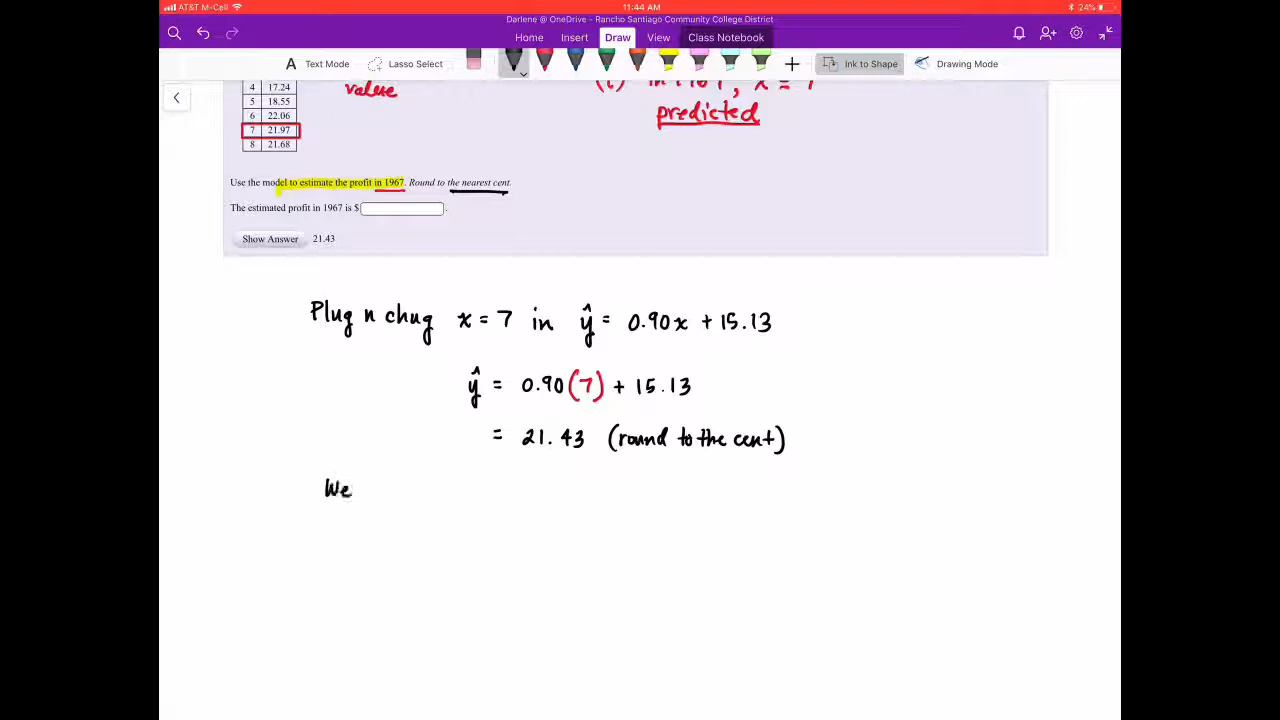 AT&T M-Cell
11:44 AM
24%
Darlene @ OneDrive - Rancho Santiago Community College District
Home Insert Draw View Class Notebook
Text Mode Lasso Select Ink to Shape Drawing Mode
4 17.24
value
(i) in 1967, x = 7
5 18.55
6 22.06
predicted
7 21.97
8 21.68
Use the model to estimate the profit in 1967. Round to the nearest cent.
The estimated profit in 1967 is $ .
Show Answer 21.43
Plug n chug x = 7 in ŷ = 0.90x + 15.13
ŷ = 0.90(7) + 15.13
= 21.43 (round to the cent)
We